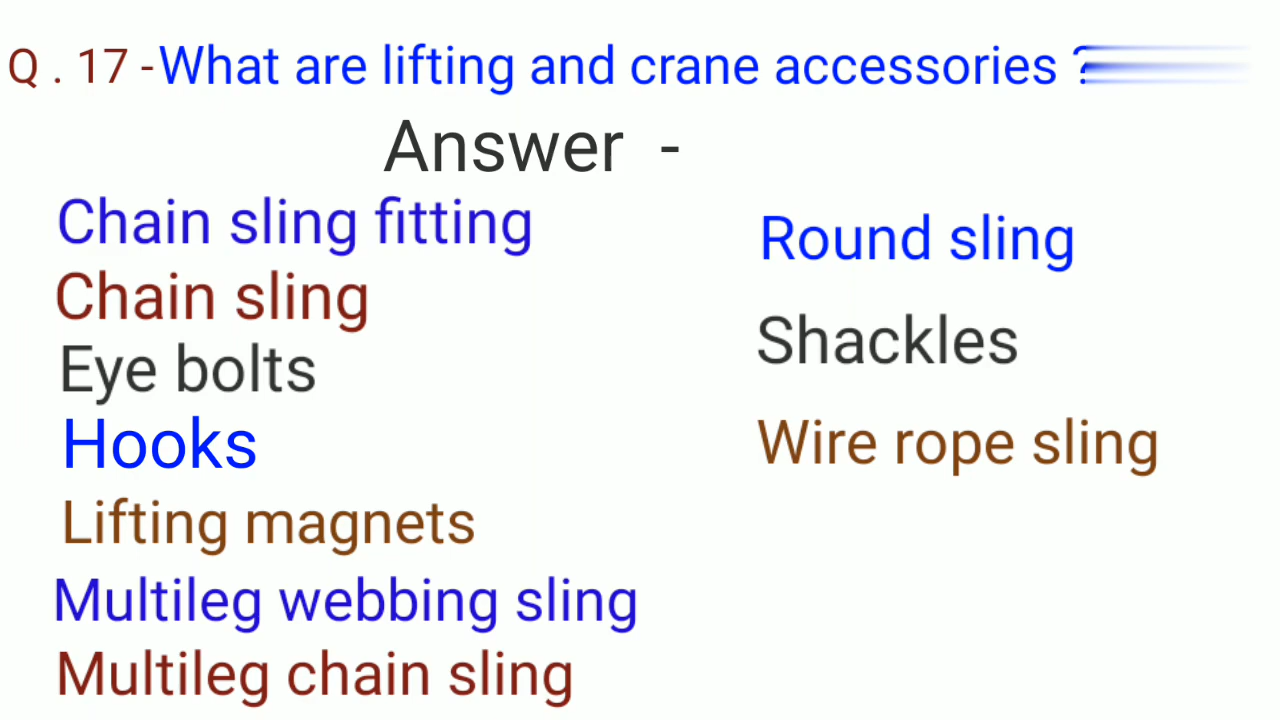 Q . 17 -What are lifting and crane accessories ?
Answer -
Chain sling fitting
Chain sling
Eye bolts
Hooks
Lifting magnets
Multileg webbing sling
Multileg chain sling
Round sling
Shackles
Wire rope sling